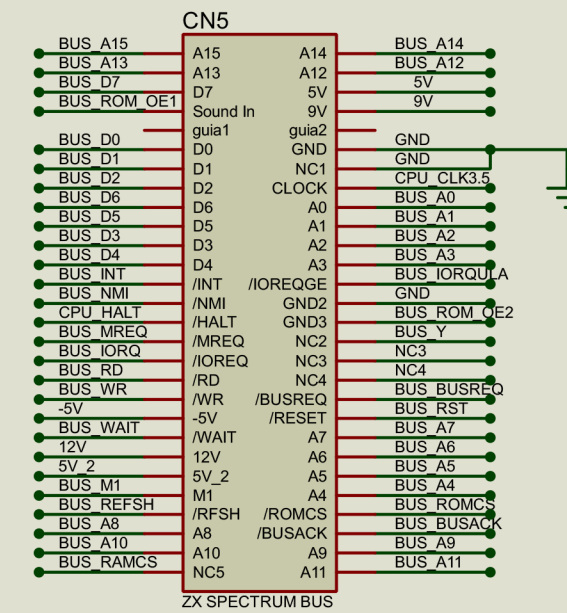 CN5
BUS_A15 A15 A14 BUS_A14
BUS_A13 A13 A12 BUS_A12
BUS_D7 D7 5V 5V
BUS_ROM_OE1 Sound In 9V 9V
guia1 guia2
BUS_D0 D0 GND GND
BUS_D1 D1 NC1 GND
BUS_D2 D2 CLOCK CPU_CLK3.5
BUS_D6 D6 A0 BUS_A0
BUS_D5 D5 A1 BUS_A1
BUS_D3 D3 A2 BUS_A2
BUS_D4 D4 A3 BUS_A3
BUS_INT /INT /IOREQGE BUS_IORQULA
BUS_NMI /NMI GND2 GND
CPU_HALT /HALT GND3 BUS_ROM_OE2
BUS_MREQ /MREQ NC2 BUS_Y
BUS_IORQ /IOREQ NC3 NC3
BUS_RD /RD NC4 NC4
BUS_WR /WR /BUSREQ BUS_BUSREQ
-5V -5V /RESET BUS_RST
BUS_WAIT /WAIT A7 BUS_A7
12V 12V A6 BUS_A6
5V_2 5V_2 A5 BUS_A5
BUS_M1 M1 A4 BUS_A4
BUS_REFSH /RFSH /ROMCS BUS_ROMCS
BUS_A8 A8 /BUSACK BUS_BUSACK
BUS_A10 A10 A9 BUS_A9
BUS_RAMCS NC5 A11 BUS_A11
ZX SPECTRUM BUS